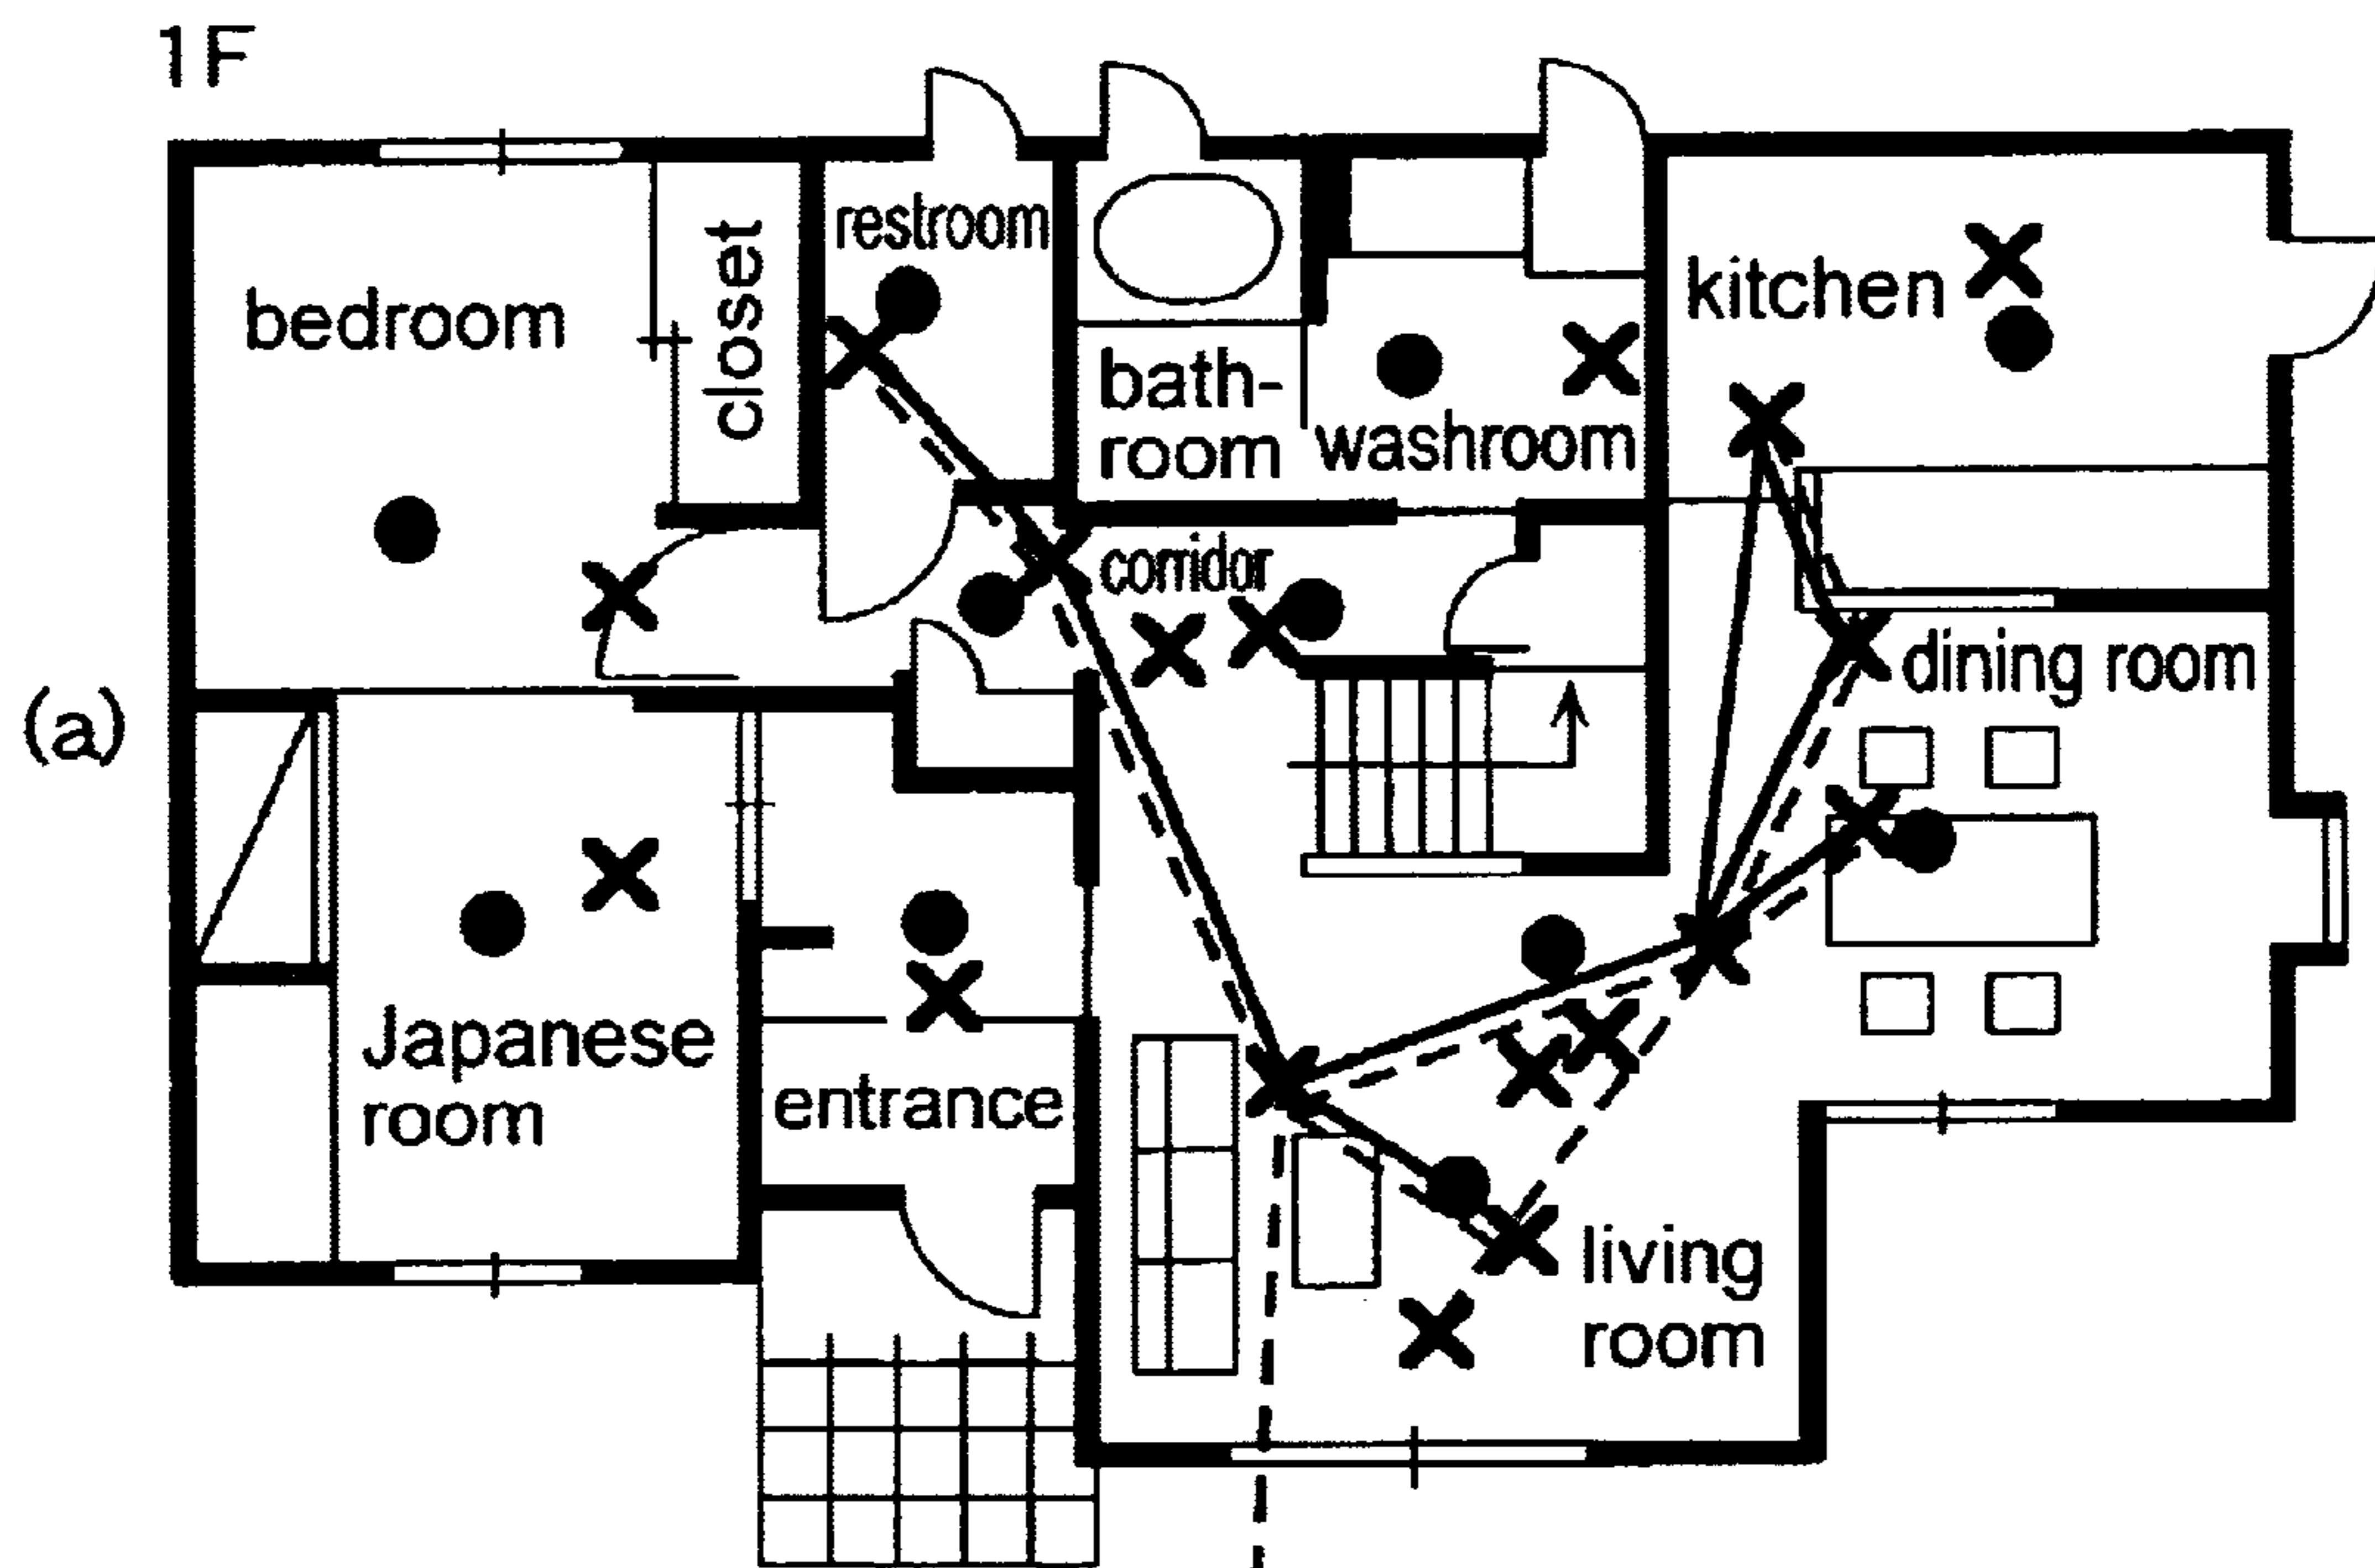 1F
bedroom
closet
restroom
bath-
room
washroom
kitchen
corridor
dining room
(a)
Japanese
room
entrance
living
room